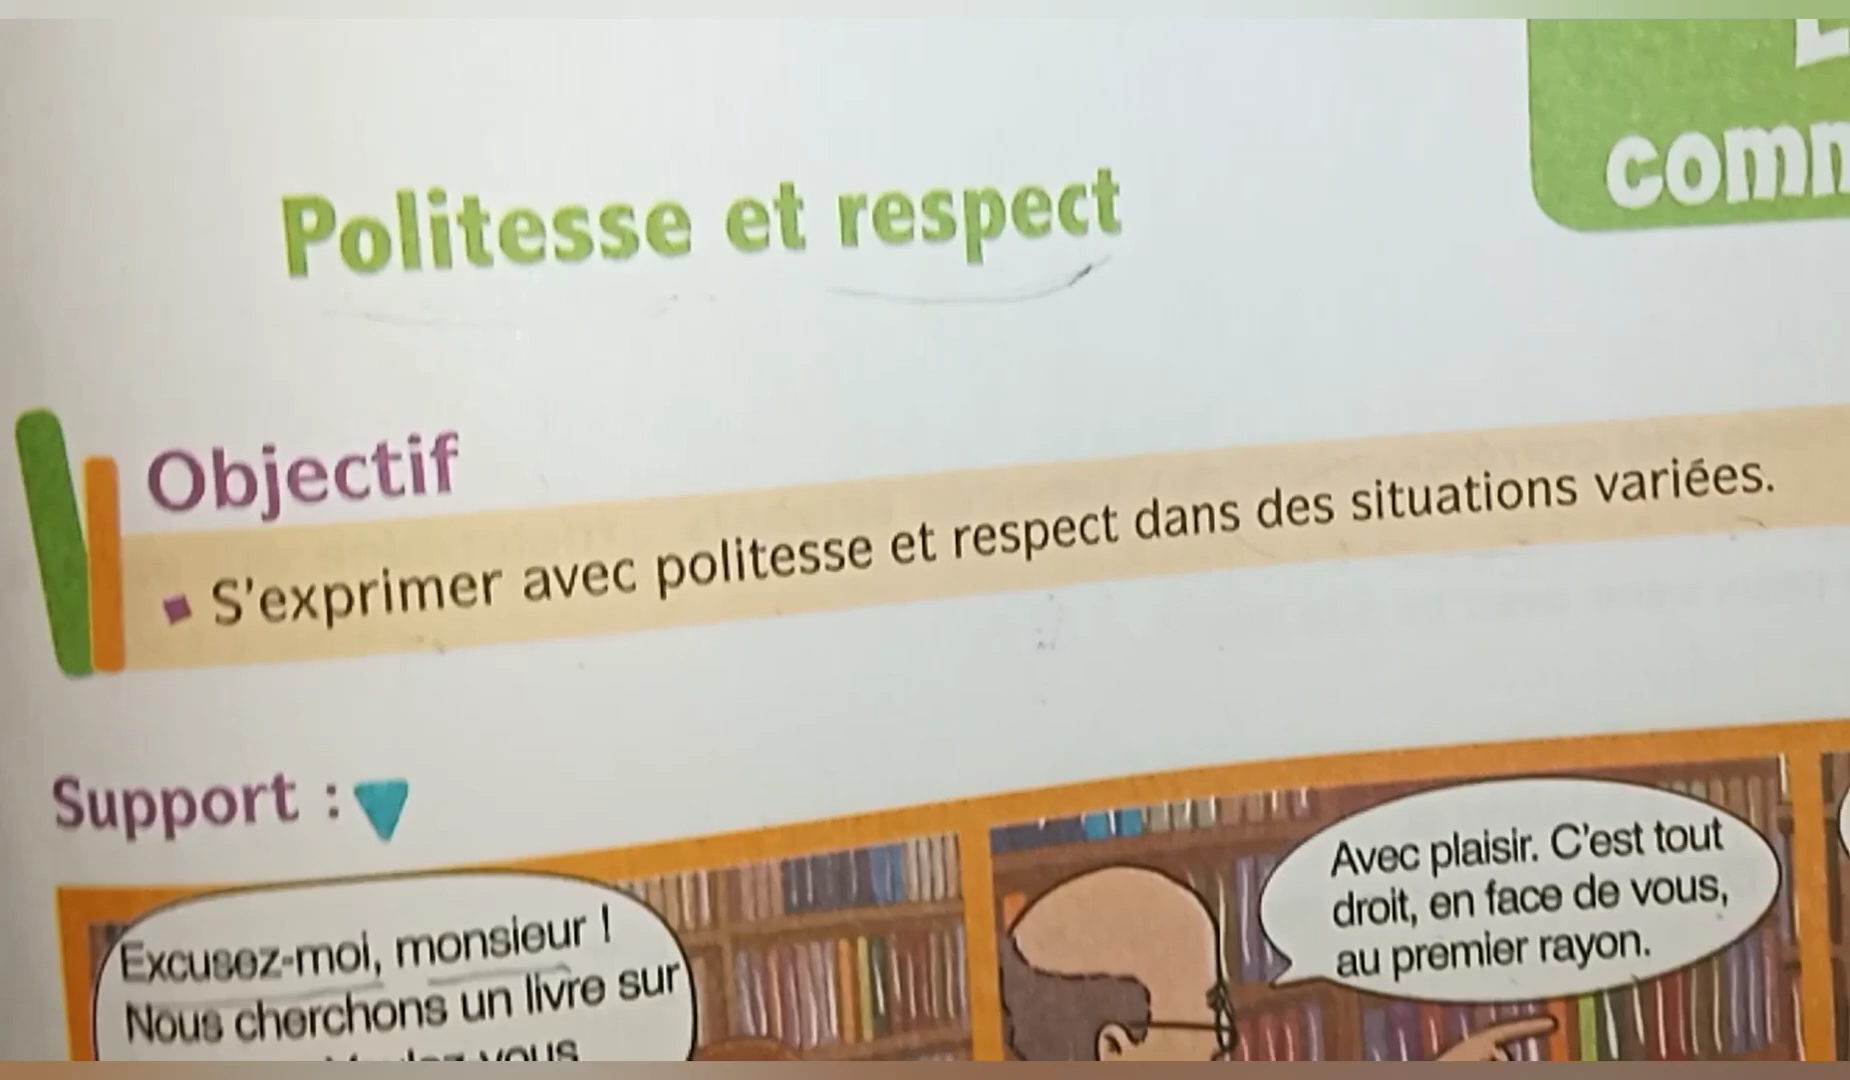 comm
Politesse et respect
Objectif
▪ S'exprimer avec politesse et respect dans des situations variées.
Support :
Excusez-moi, monsieur !
Nous cherchons un livre sur
vous
Avec plaisir. C'est tout
droit, en face de vous,
au premier rayon.